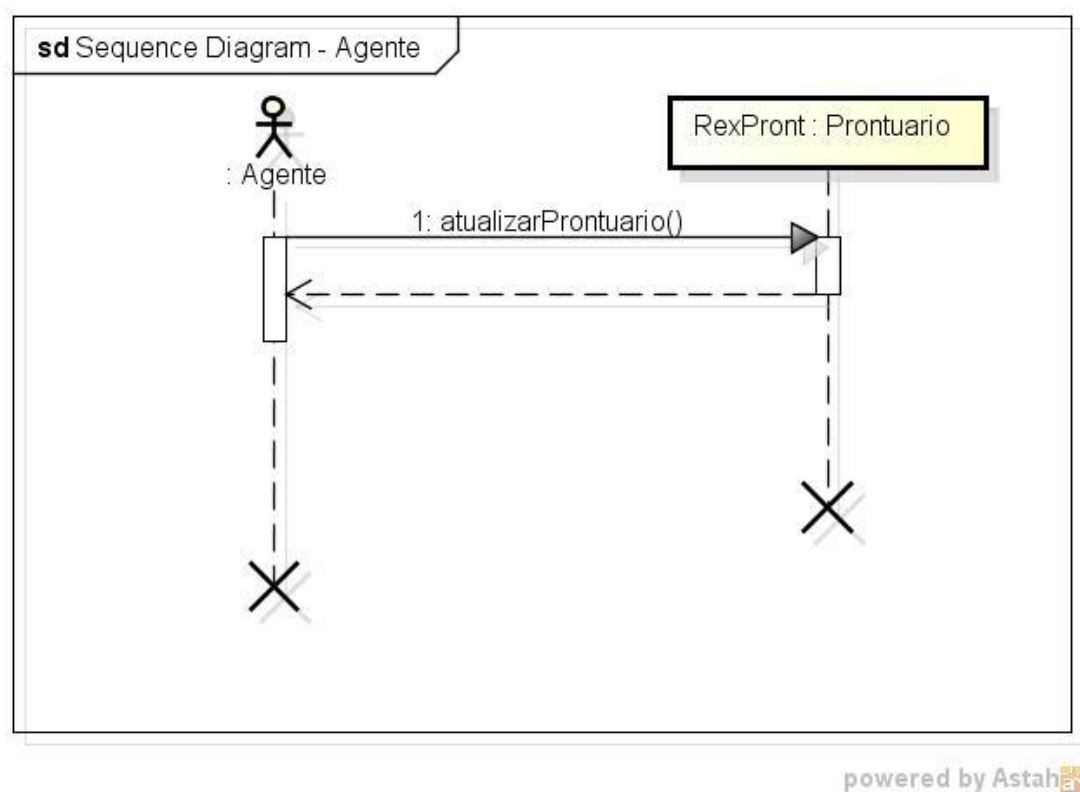 sd Sequence Diagram - Agente
RexPront : Prontuario
: Agente
1: atualizarProntuario()
powered by Astah